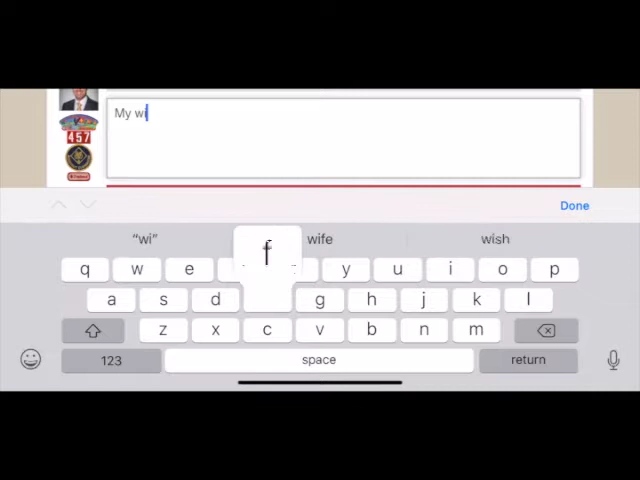 My wi
457
Done
“wi”
wife
wish
f
q w e y u i o p
a s d g h j k l
z x c v b n m
123
space
return